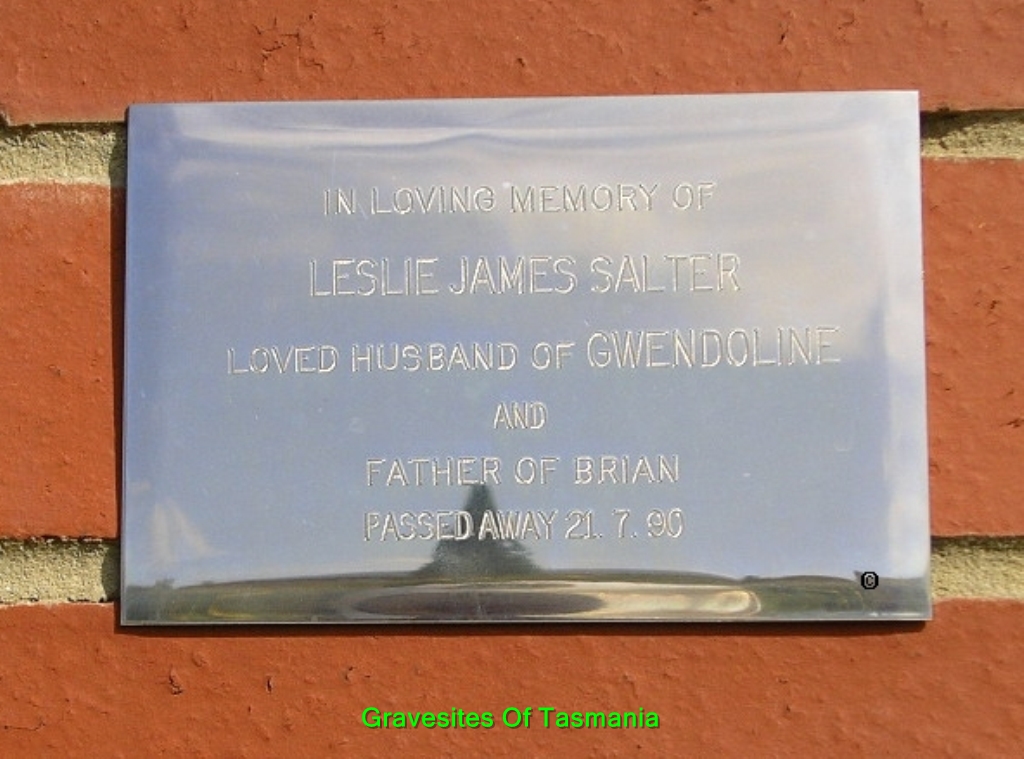 IN LOVING MEMORY OF
LESLIE JAMES SALTER
LOVED HUSBAND OF GWENDOLINE
AND
FATHER OF BRIAN
PASSED AWAY 21. 7. 90
©
Gravesites Of Tasmania